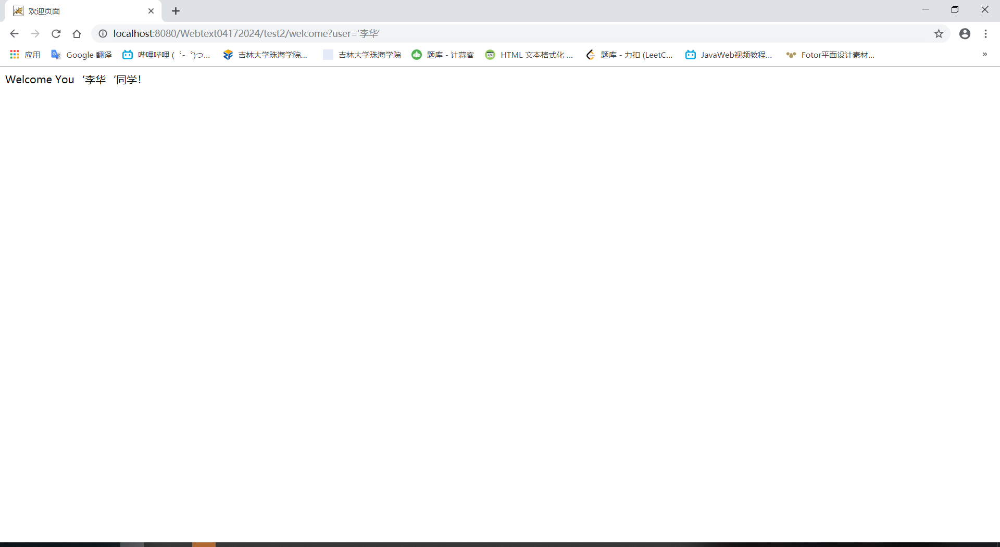 欢迎页面
localhost:8080/Webtext04172024/test2/welcome?user=‘李华‘
应用 Google 翻译 哔哩哔哩 (゜-゜)つ... 吉林大学珠海学院... 吉林大学珠海学院 题库 - 计蒜客 HTML 文本格式化 ... 题库 - 力扣 (LeetC... JavaWeb视频教程... Fotor平面设计素材... »
Welcome You‘李华‘同学!